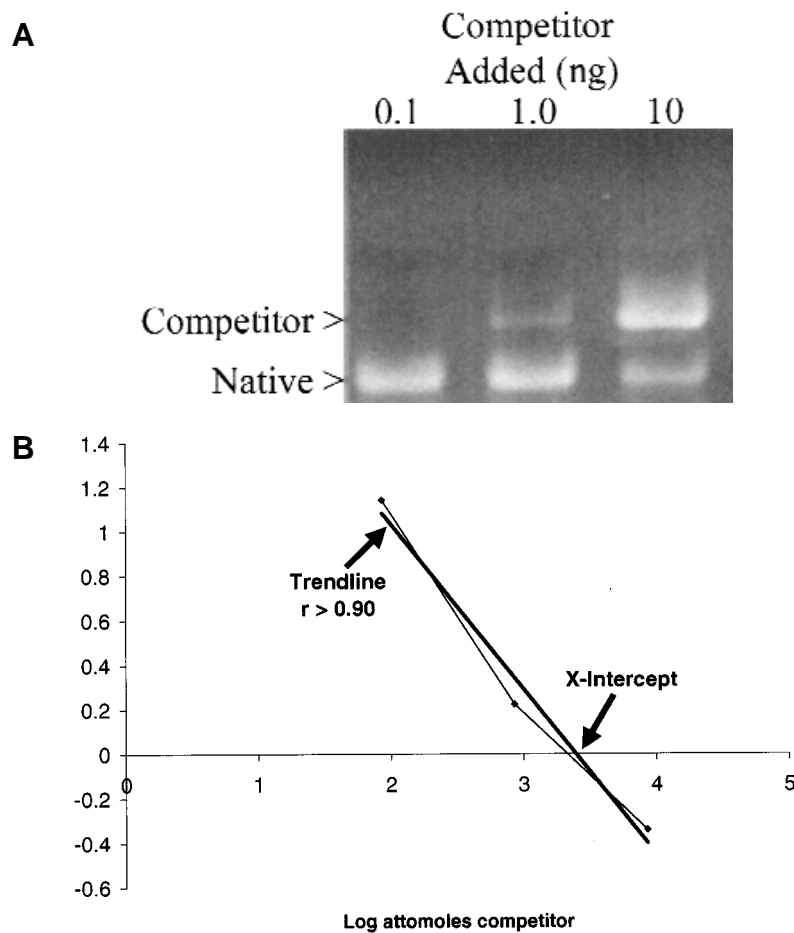 A
Competitor
Added (ng)
0.1 1.0 10
Competitor >
Native >
B
1.4
1.2
1
0.8
0.6
0.4
0.2
0
-0.2
-0.4
-0.6
Trendline
r > 0.90
X-Intercept
0 1 2 3 4 5
Log attomoles competitor